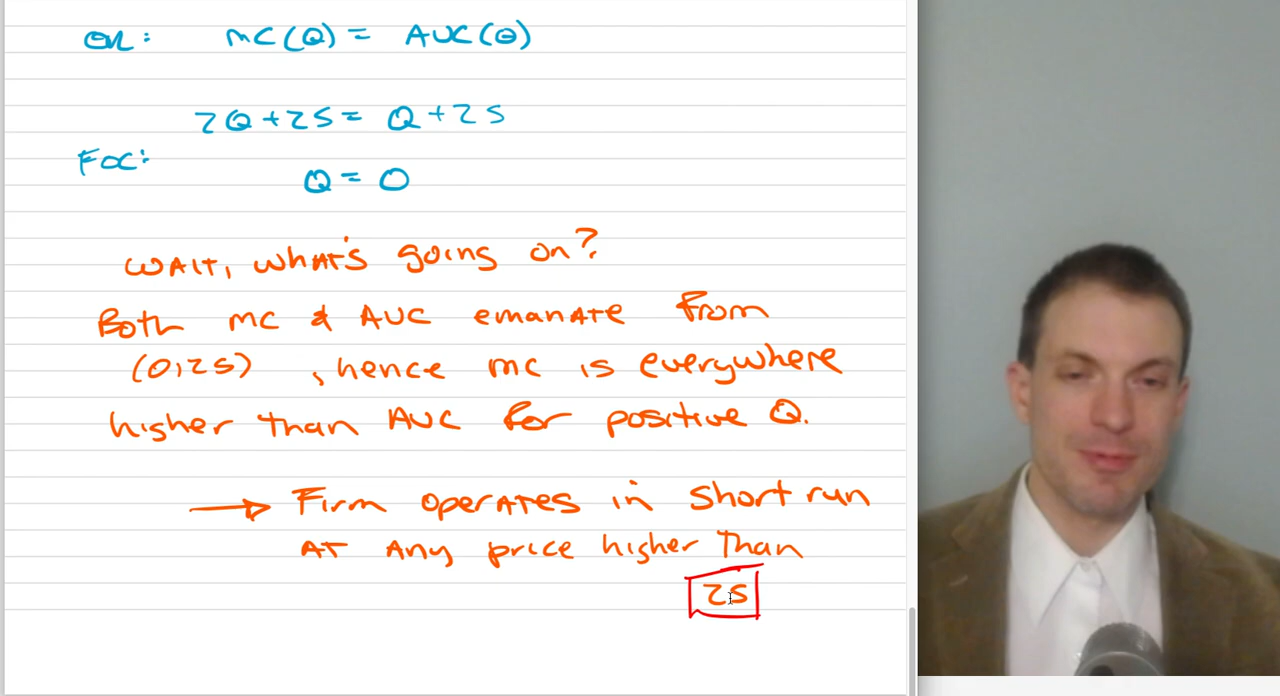 OR: MC(Q) = AVC(Q)
2Q + 25 = Q + 25
FOC:
Q = 0
WAIT, WHAT'S going on?
Both MC & AVC emanATe From
(0,25) , hence MC is everywhere
higher than AVC for positive Q.
→ Firm operATes in short run
AT Any price higher than
25